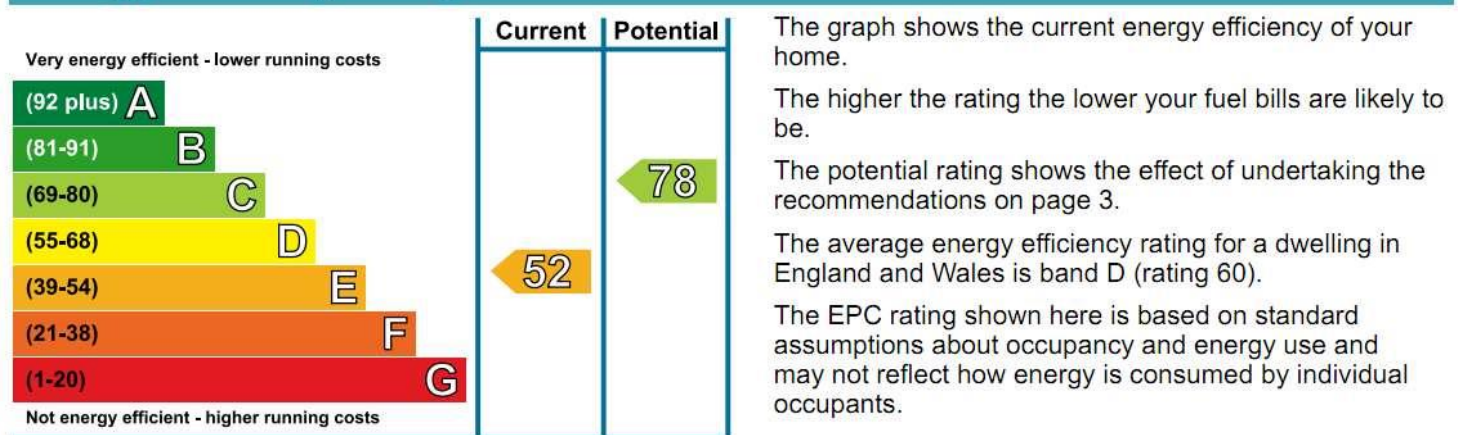 Current Potential
Very energy efficient - lower running costs
(92 plus) A
(81-91) B
(69-80) C
(55-68) D
(39-54) E
(21-38) F
(1-20) G
Not energy efficient - higher running costs
78
52
The graph shows the current energy efficiency of your
home.
The higher the rating the lower your fuel bills are likely to
be.
The potential rating shows the effect of undertaking the
recommendations on page 3.
The average energy efficiency rating for a dwelling in
England and Wales is band D (rating 60).
The EPC rating shown here is based on standard
assumptions about occupancy and energy use and
may not reflect how energy is consumed by individual
occupants.